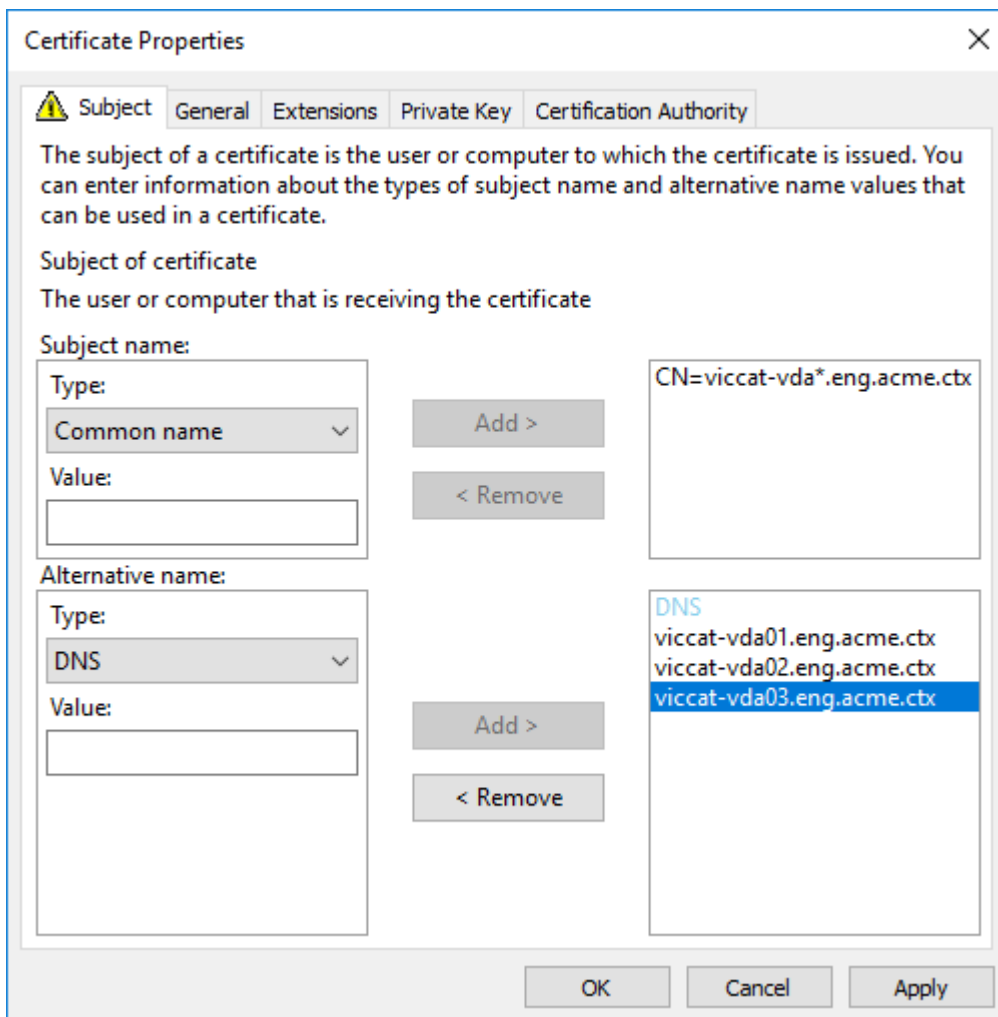 Certificate Properties
Subject General Extensions Private Key Certification Authority
The subject of a certificate is the user or computer to which the certificate is issued. You
can enter information about the types of subject name and alternative name values that
can be used in a certificate.
Subject of certificate
The user or computer that is receiving the certificate
Subject name:
Type:
Common name
Value:
Add >
< Remove
CN=viccat-vda*.eng.acme.ctx
Alternative name:
Type:
DNS
Value:
Add >
< Remove
DNS
viccat-vda01.eng.acme.ctx
viccat-vda02.eng.acme.ctx
viccat-vda03.eng.acme.ctx
OK Cancel Apply